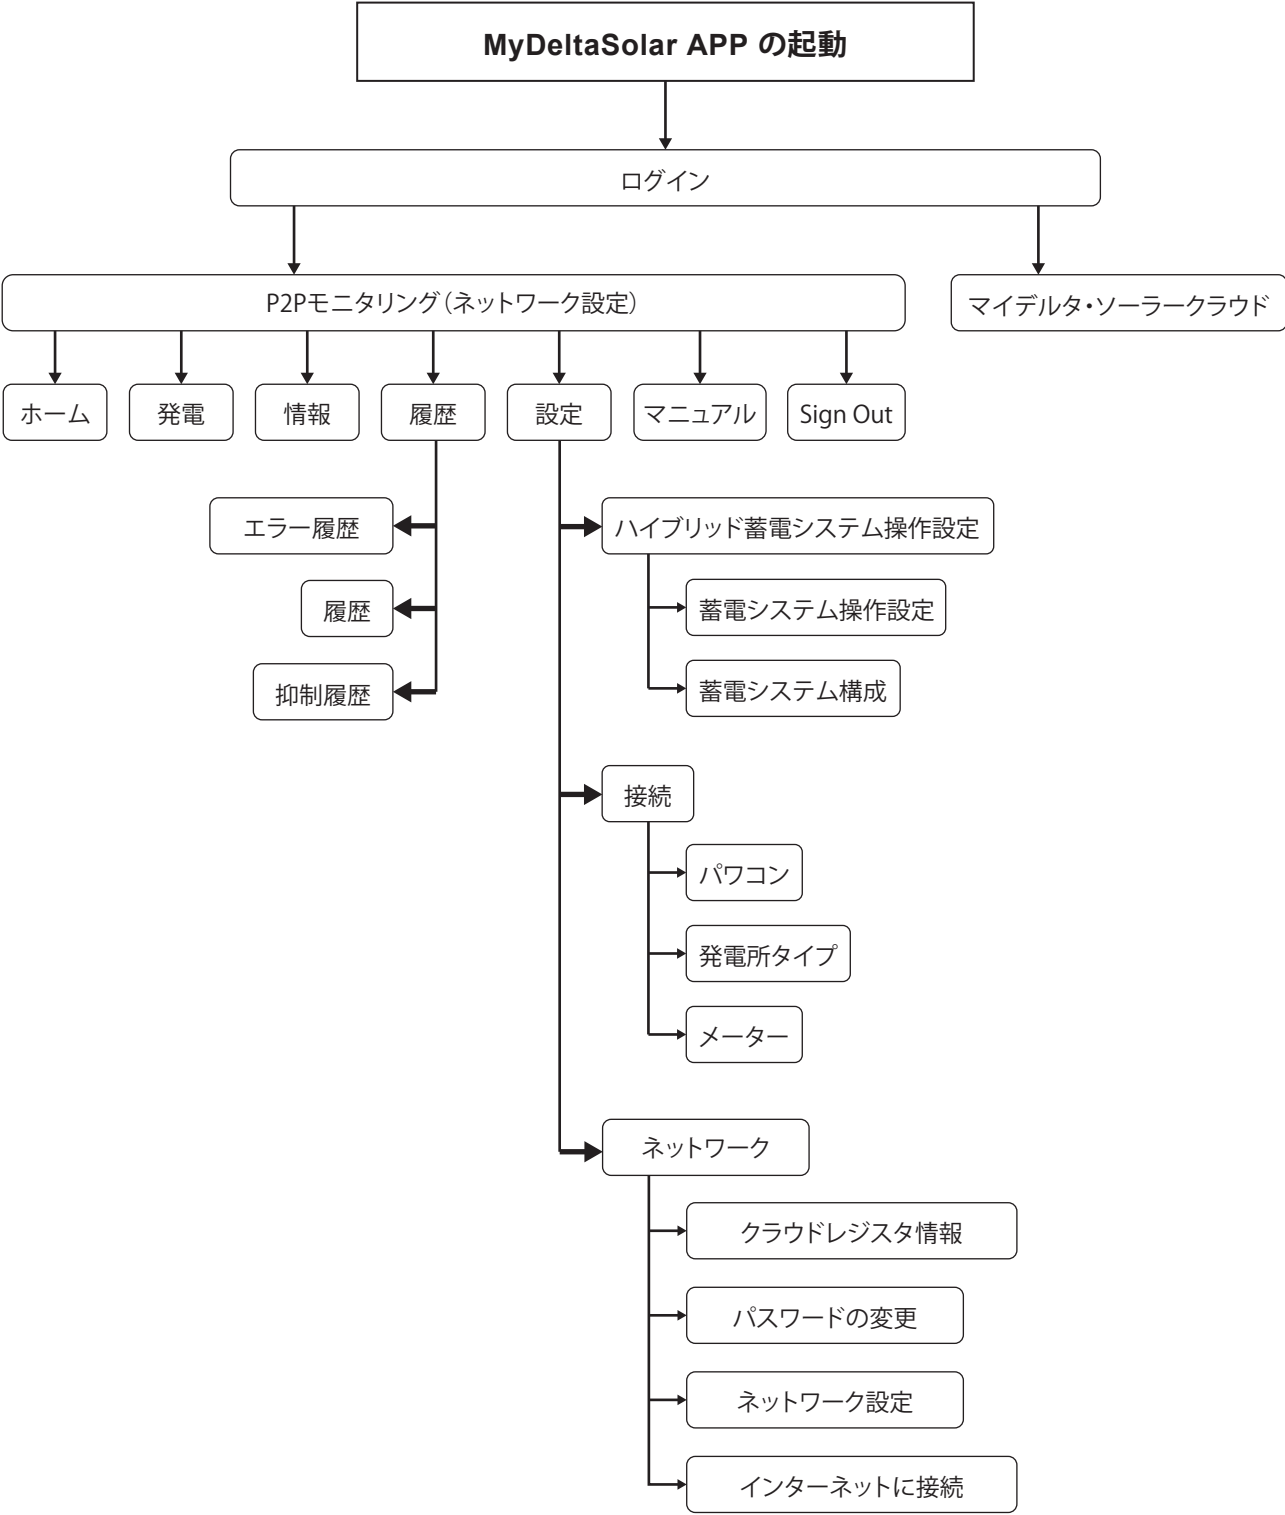 MyDeltaSolar APP の起動
ログイン
P2Pモニタリング（ネットワーク設定）
マイデルタ・ソーラークラウド
ホーム
発電
情報
履歴
設定
マニュアル
Sign Out
エラー履歴
履歴
抑制履歴
ハイブリッド蓄電システム操作設定
蓄電システム操作設定
蓄電システム構成
接続
パワコン
発電所タイプ
メーター
ネットワーク
クラウドレジスタ情報
パスワードの変更
ネットワーク設定
インターネットに接続